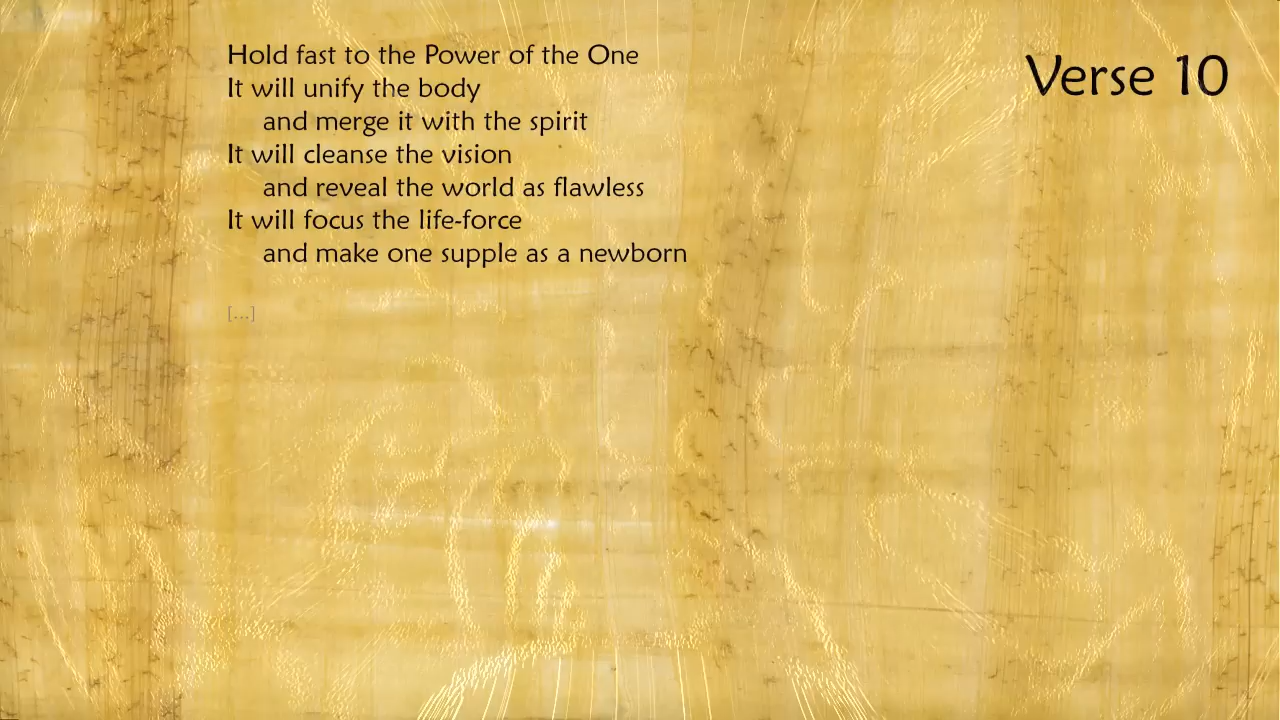 Verse 10
Hold fast to the Power of the One
It will unify the body
and merge it with the spirit
It will cleanse the vision
and reveal the world as flawless
It will focus the life-force
and make one supple as a newborn
[...]